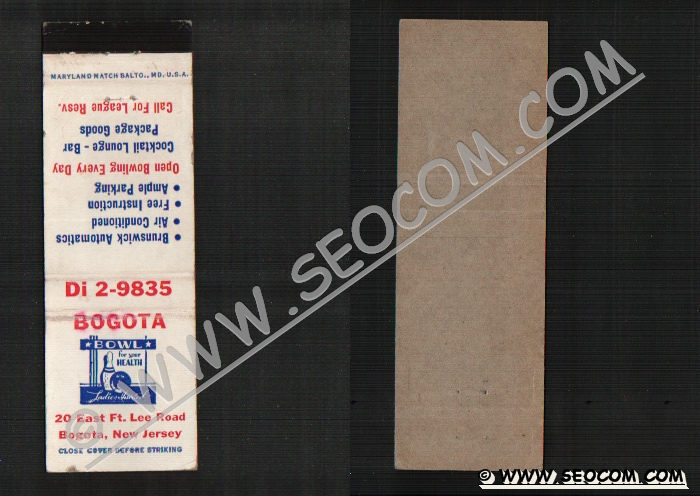 MARYLAND MATCH BALTO., MD. U.S.A.
Call For League Resv.
Package Goods
Cocktail Lounge - Bar
Open Bowling Every Day
• Ample Parking
• Free Instruction
• Air Conditioned
• Brunswick Automatics
Di 2-9835
BOGOTA
★ BOWL ★
for your
HEALTH
20 East Ft. Lee Road
Bogota, New Jersey
CLOSE COVER BEFORE STRIKING
© WWW.SEOCOM.COM
© WWW.SEOCOM.COM